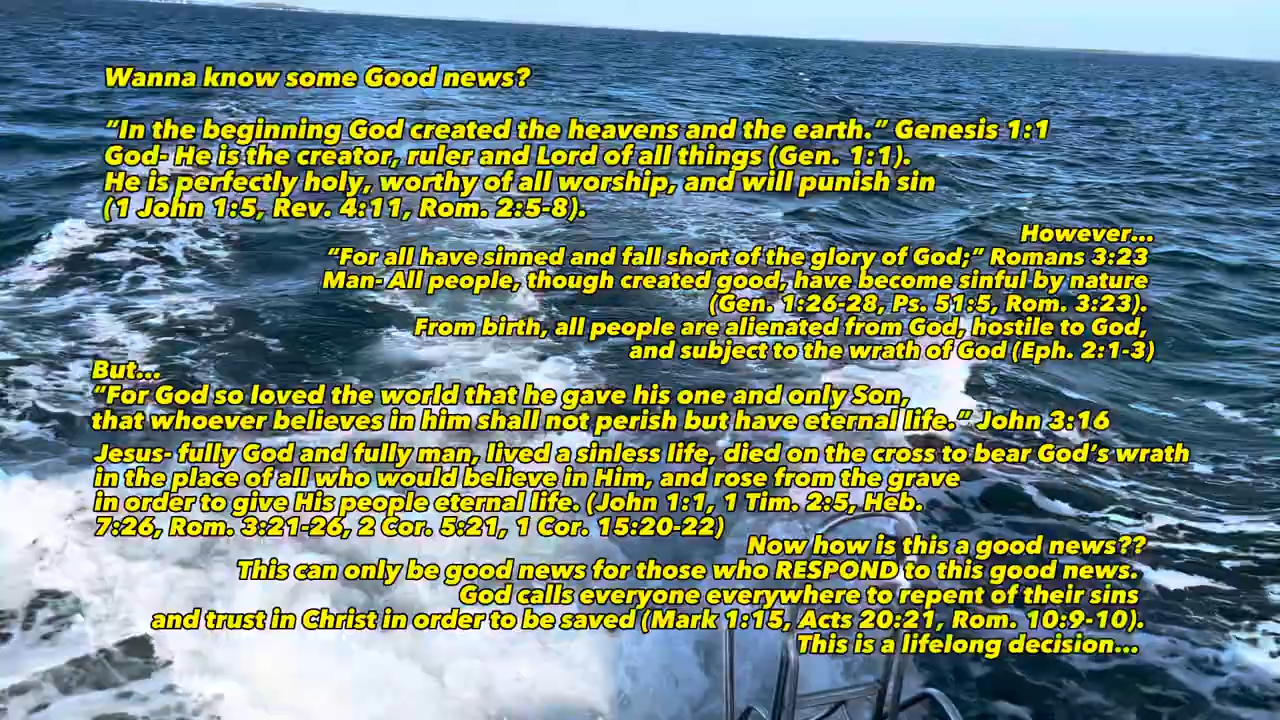 Wanna know some Good news?
“In the beginning God created the heavens and the earth.” Genesis 1:1
God- He is the creator, ruler and Lord of all things (Gen. 1:1).
He is perfectly holy, worthy of all worship, and will punish sin
(1 John 1:5, Rev. 4:11, Rom. 2:5-8).
However...
“For all have sinned and fall short of the glory of God;” Romans 3:23
Man- All people, though created good, have become sinful by nature
(Gen. 1:26-28, Ps. 51:5, Rom. 3:23).
From birth, all people are alienated from God, hostile to God,
and subject to the wrath of God (Eph. 2:1-3)
But...
“For God so loved the world that he gave his one and only Son,
that whoever believes in him shall not perish but have eternal life.” John 3:16
Jesus- fully God and fully man, lived a sinless life, died on the cross to bear God’s wrath
in the place of all who would believe in Him, and rose from the grave
in order to give His people eternal life. (John 1:1, 1 Tim. 2:5, Heb.
7:26, Rom. 3:21-26, 2 Cor. 5:21, 1 Cor. 15:20-22)
Now how is this a good news??
This can only be good news for those who RESPOND to this good news.
God calls everyone everywhere to repent of their sins
and trust in Christ in order to be saved (Mark 1:15, Acts 20:21, Rom. 10:9-10).
This is a lifelong decision...